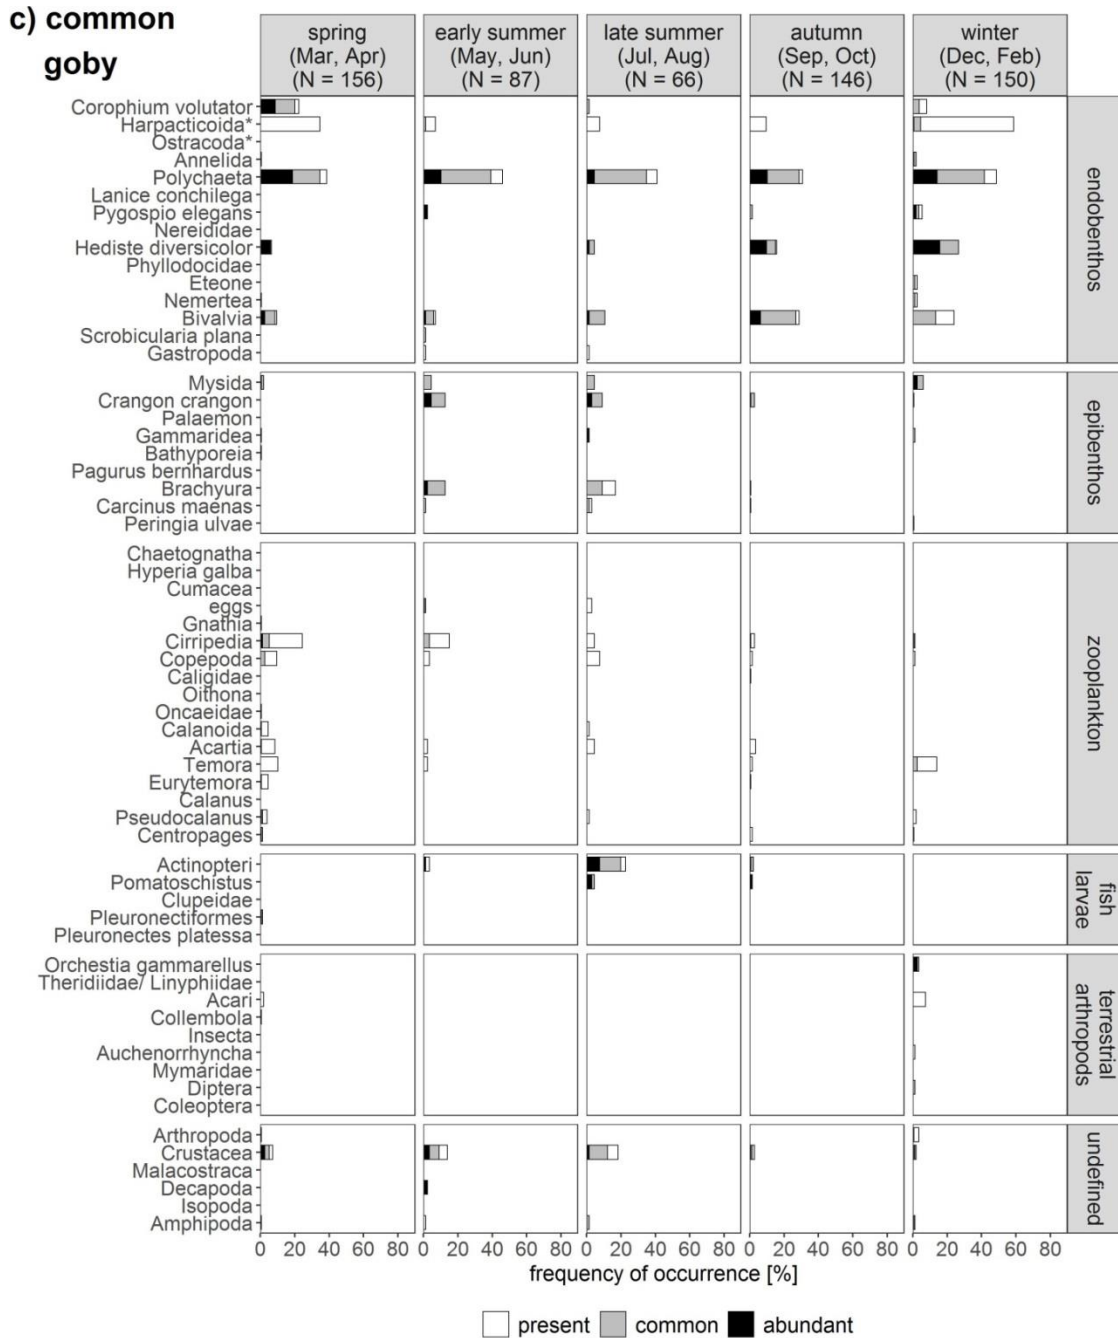 c) common
goby
spring
(Mar, Apr)
(N = 156)
early summer
(May, Jun)
(N = 87)
late summer
(Jul, Aug)
(N = 66)
autumn
(Sep, Oct)
(N = 146)
winter
(Dec, Feb)
(N = 150)
Corophium volutator
Harpacticoida*
Ostracoda*
Annelida
Polychaeta
Lanice conchilega
Pygospio elegans
Nereididae
Hediste diversicolor
Phyllodocidae
Eteone
Nemertea
Bivalvia
Scrobicularia plana
Gastropoda
endobenthos
Mysida
Crangon crangon
Palaemon
Gammaridea
Bathyporeia
Pagurus bernhardus
Brachyura
Carcinus maenas
Peringia ulvae
epibenthos
Chaetognatha
Hyperia galba
Cumacea
eggs
Gnathia
Cirripedia
Copepoda
Caligidae
Oithona
Oncaeidae
Calanoida
Acartia
Temora
Eurytemora
Calanus
Pseudocalanus
Centropages
zooplankton
Actinopteri
Pomatoschistus
Clupeidae
Pleuronectiformes
Pleuronectes platessa
fish
larvae
Orchestia gammarellus
Theridiidae/ Linyphiidae
Acari
Collembola
Insecta
Auchenorrhyncha
Mymaridae
Diptera
Coleoptera
terrestrial
arthropods
Arthropoda
Crustacea
Malacostraca
Decapoda
Isopoda
Amphipoda
undefined
0 20 40 60 80 0 20 40 60 80 0 20 40 60 80 0 20 40 60 80 0 20 40 60 80
frequency of occurrence [%]
present common abundant